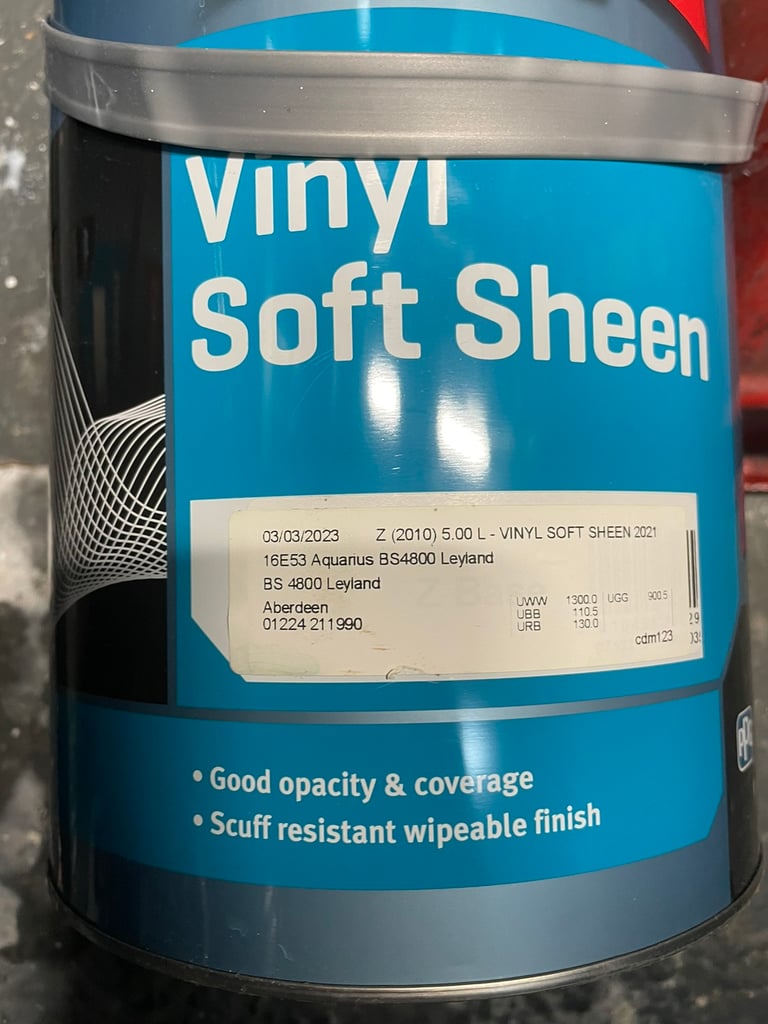 Vinyl
Soft Sheen
03/03/2023 Z (2010) 5.00 L - VINYL SOFT SHEEN 2021
16E53 Aquarius BS4800 Leyland
BS 4800 Leyland
Aberdeen
01224 211990
UWW 1300.0 UGG 900.5
UBB 110.5
URB 130.0
cdm123
• Good opacity & coverage
• Scuff resistant wipeable finish